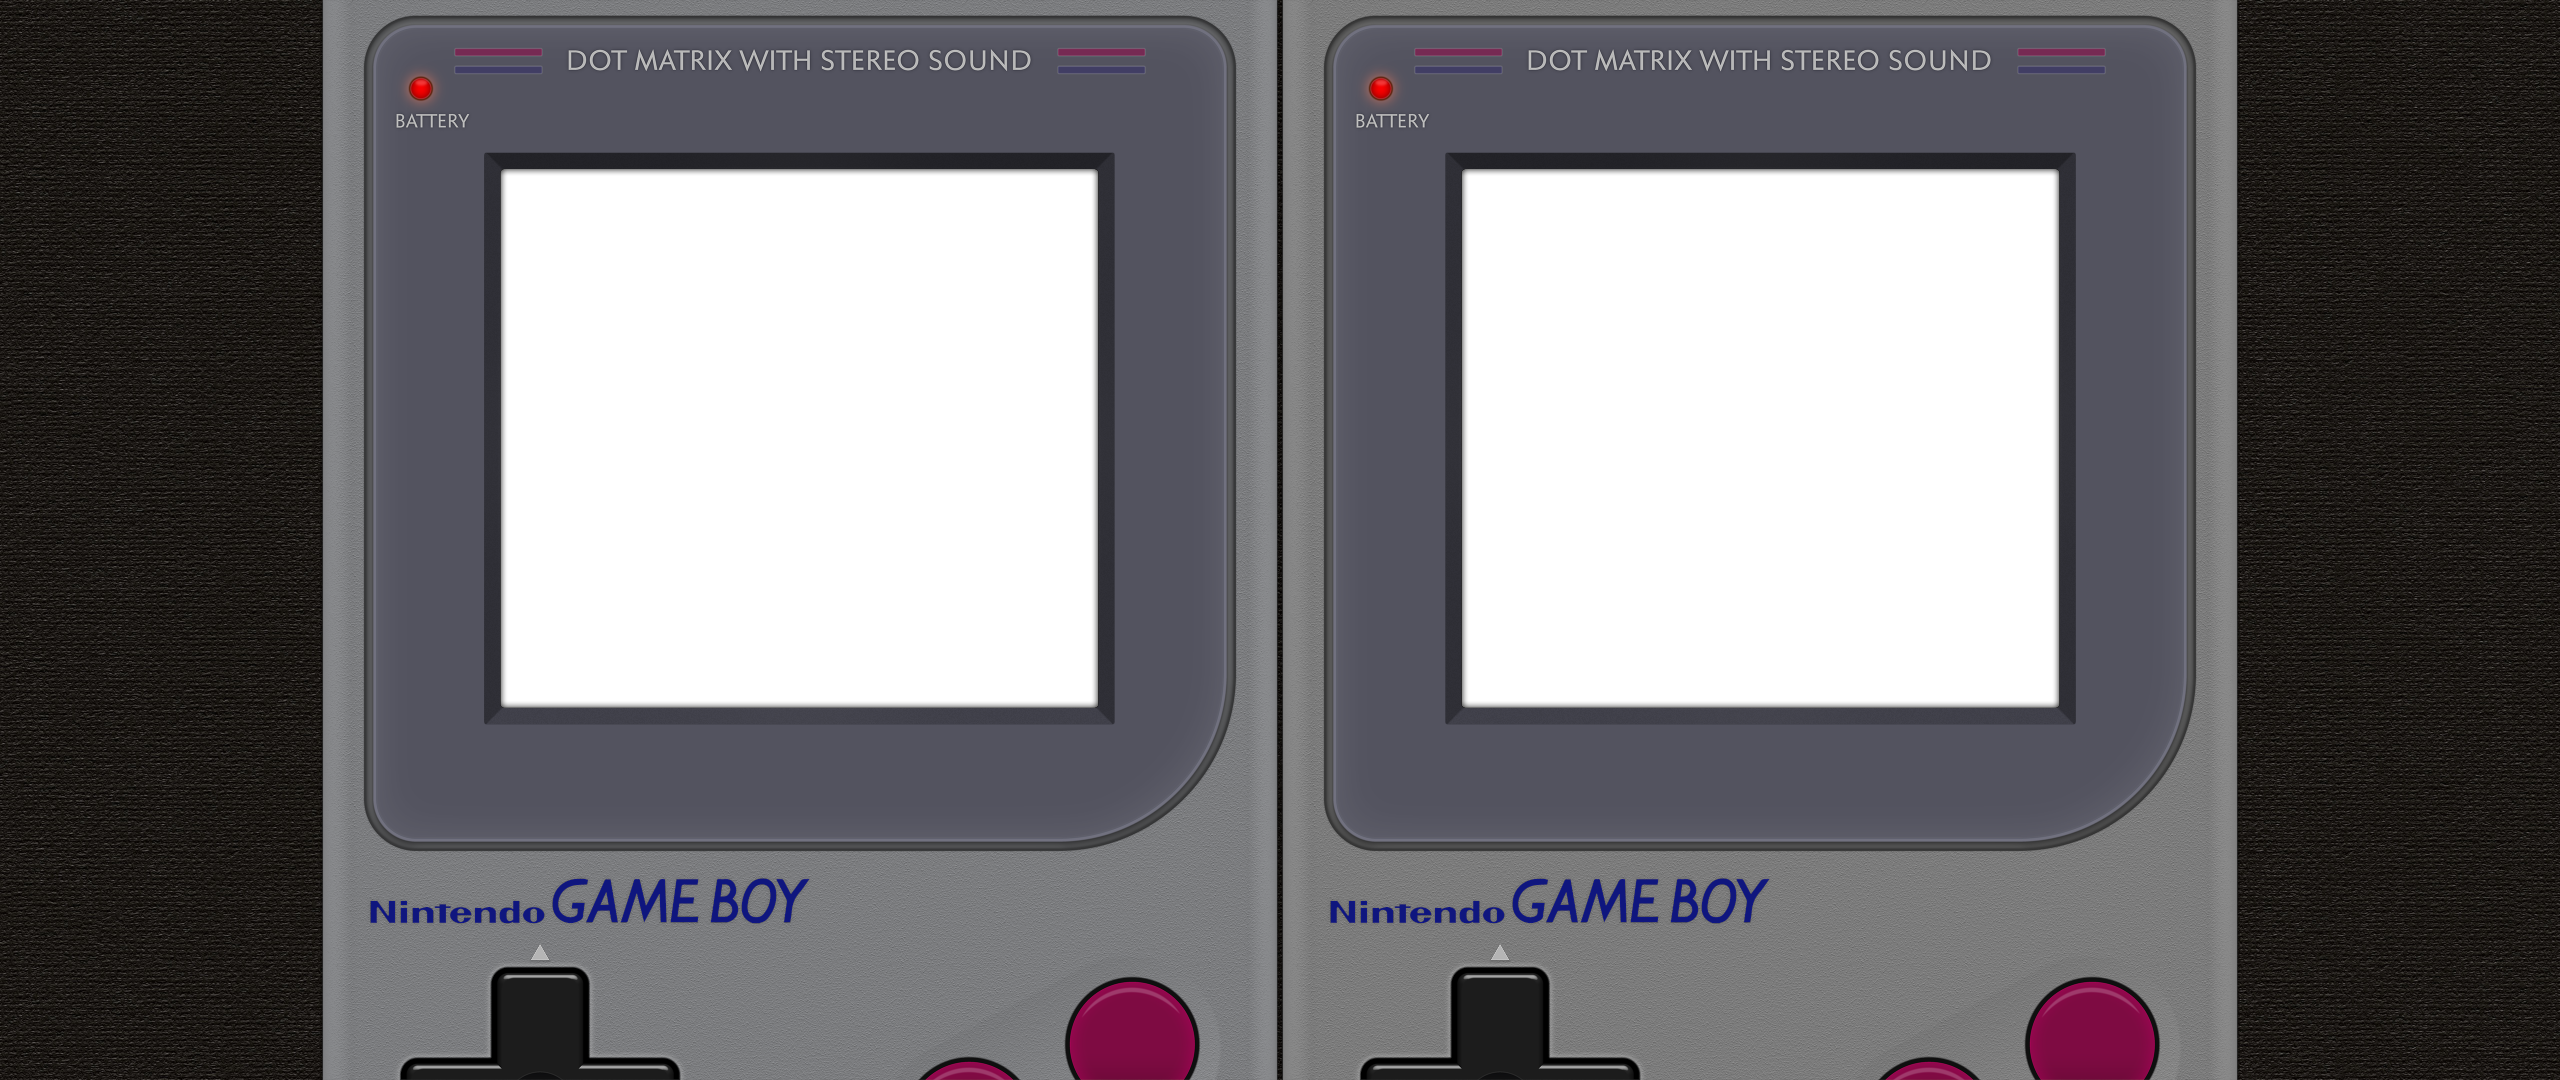 DOT MATRIX WITH STEREO SOUND
BATTERY
Nintendo GAME BOY
DOT MATRIX WITH STEREO SOUND
BATTERY
Nintendo GAME BOY